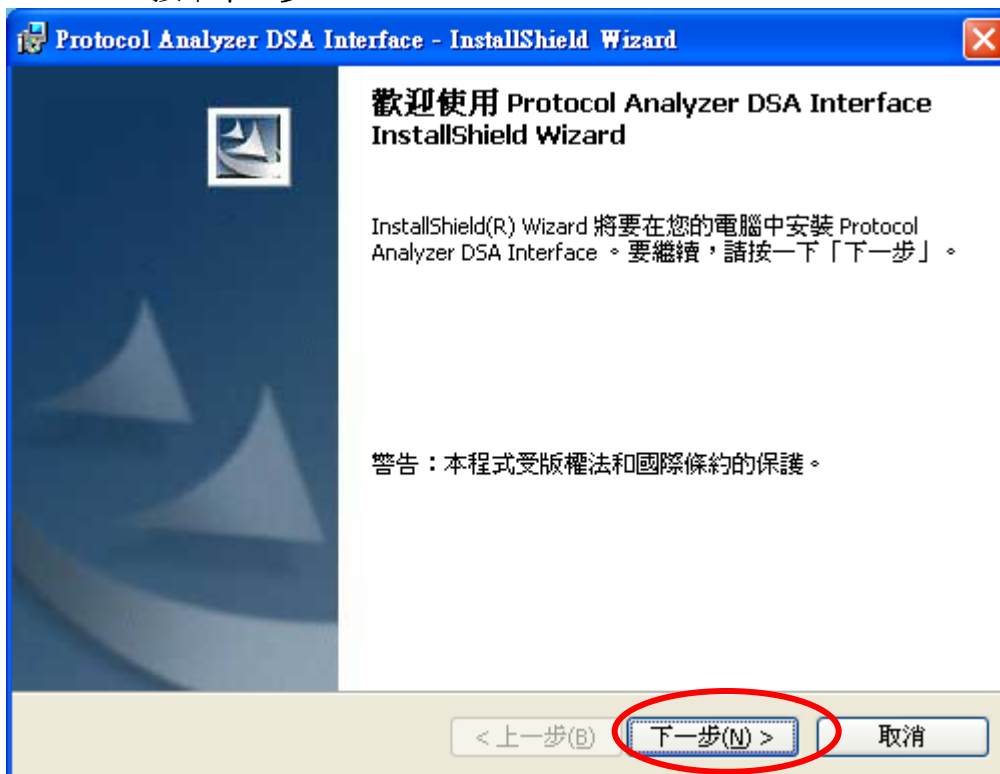 Protocol Analyzer DSA Interface - InstallShield Wizard
歡迎使用 Protocol Analyzer DSA Interface
InstallShield Wizard
InstallShield(R) Wizard 將要在您的電腦中安裝 Protocol
Analyzer DSA Interface 。要繼續，請按一下「下一步」。
警告：本程式受版權法和國際條約的保護。
<上一步(B) 下一步(N) > 取消